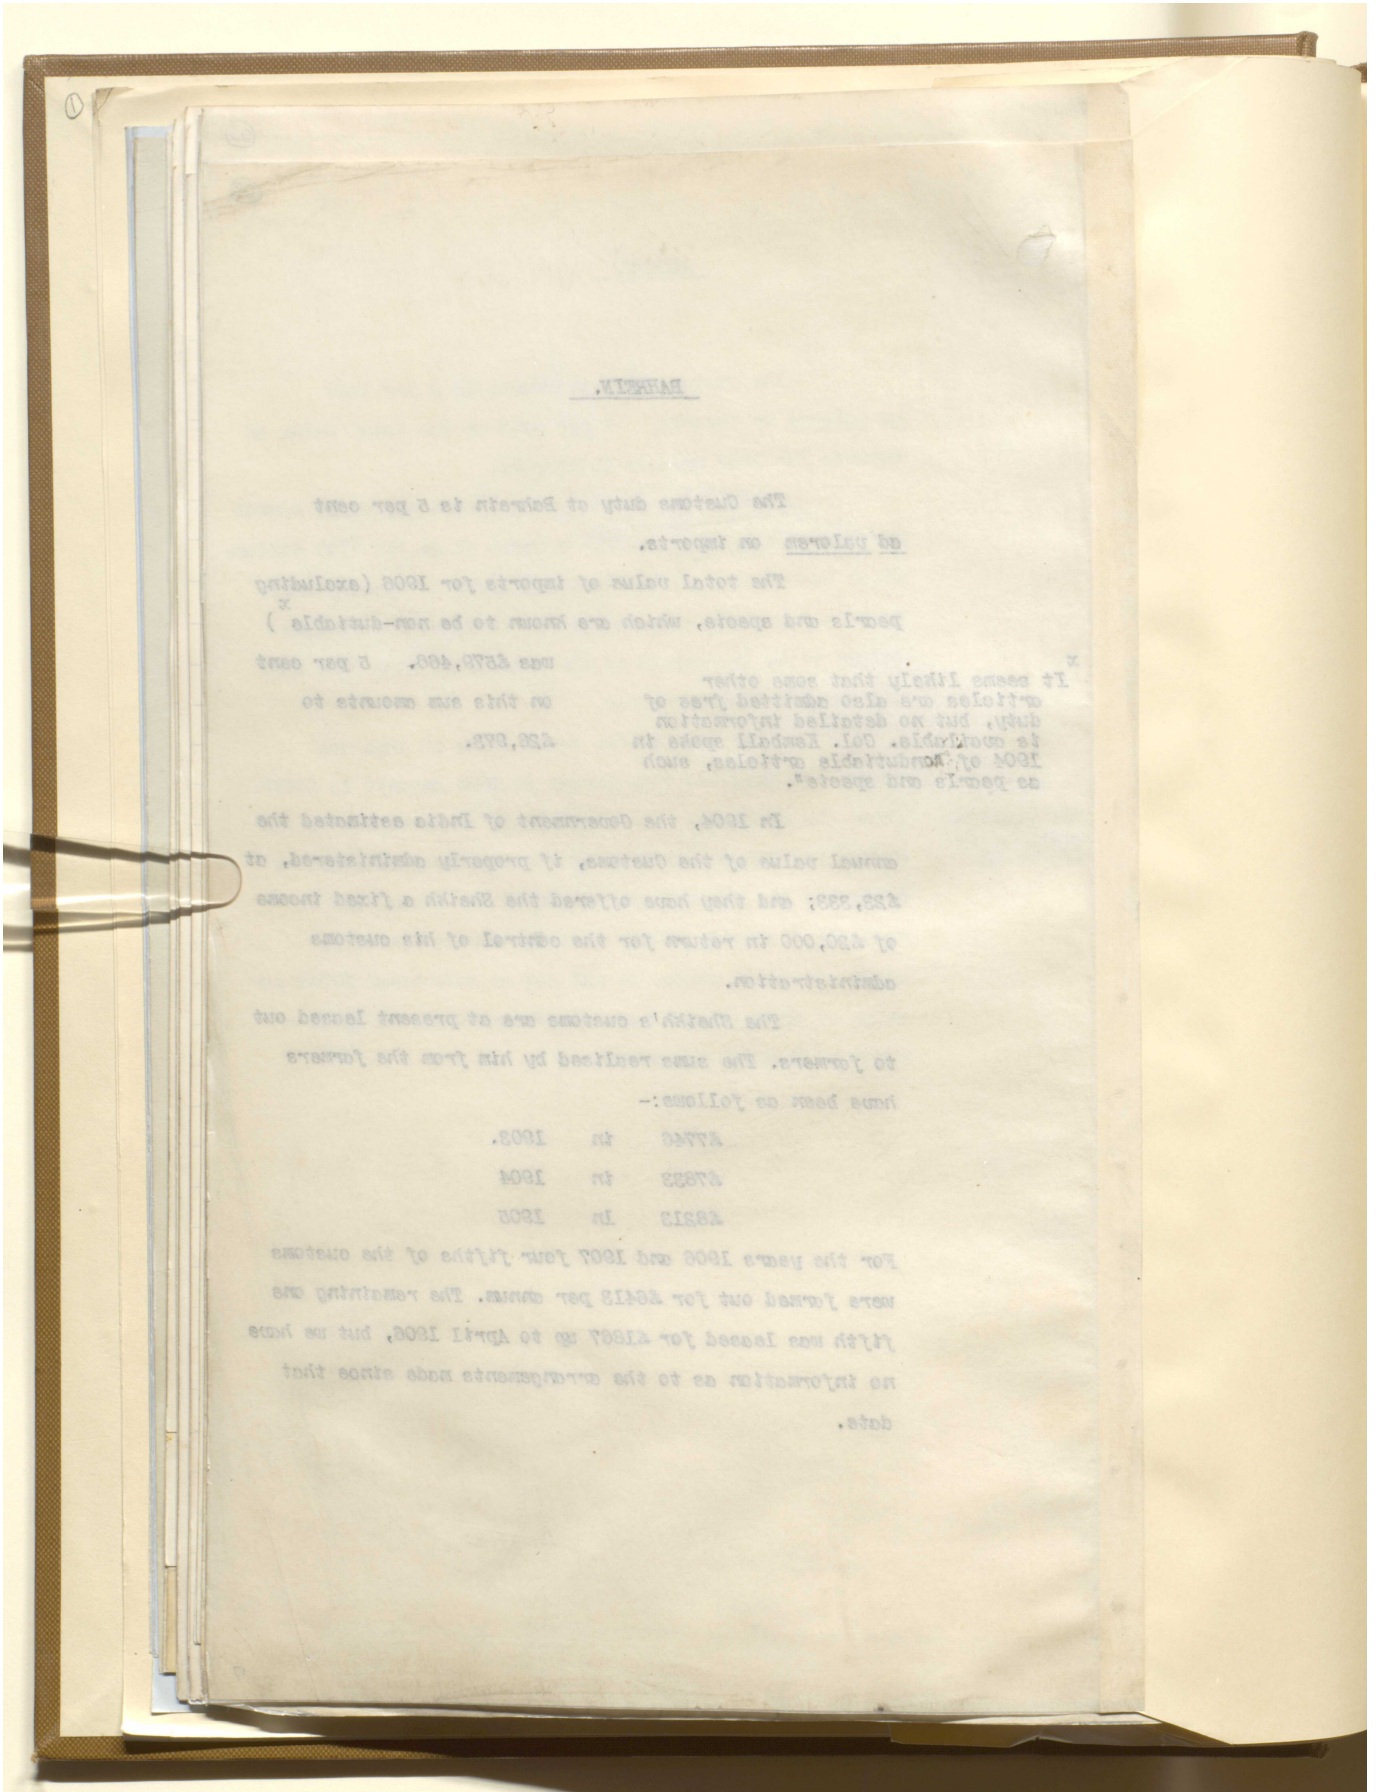 1
BAHREIN.
The Customs duty at Bahrein is 5 per cent
ad valorem on imports.
The total value of imports for 1906 (excluding
pearls and specie, which are known to be non-dutiable x)
was £579,460. 5 per cent
on this sum amounts to
£28,973.
x
It seems likely that some other
articles are also admitted free of
duty, but no detailed information
is available. Col. Kemball spoke in
1904 of "nondutiable articles, such
as pearls and specie".
In 1904, the Government of India estimated the
annual value of the Customs, if properly administered, at
£23,333; and they have offered the Sheikh a fixed income
of £20,000 in return for the control of his customs
administration.
The Sheikh's customs are at present leased out
to farmers. The sums realised by him from the farmers
have been as follows:-
£7746 in 1903.
£7833 in 1904
£8213 in 1905
For the years 1906 and 1907 four fifths of the customs
were farmed out for £6413 per annum. The remaining one
fifth was leased for £1867 up to April 1906, but we have
no information as to the arrangements made since that
date.